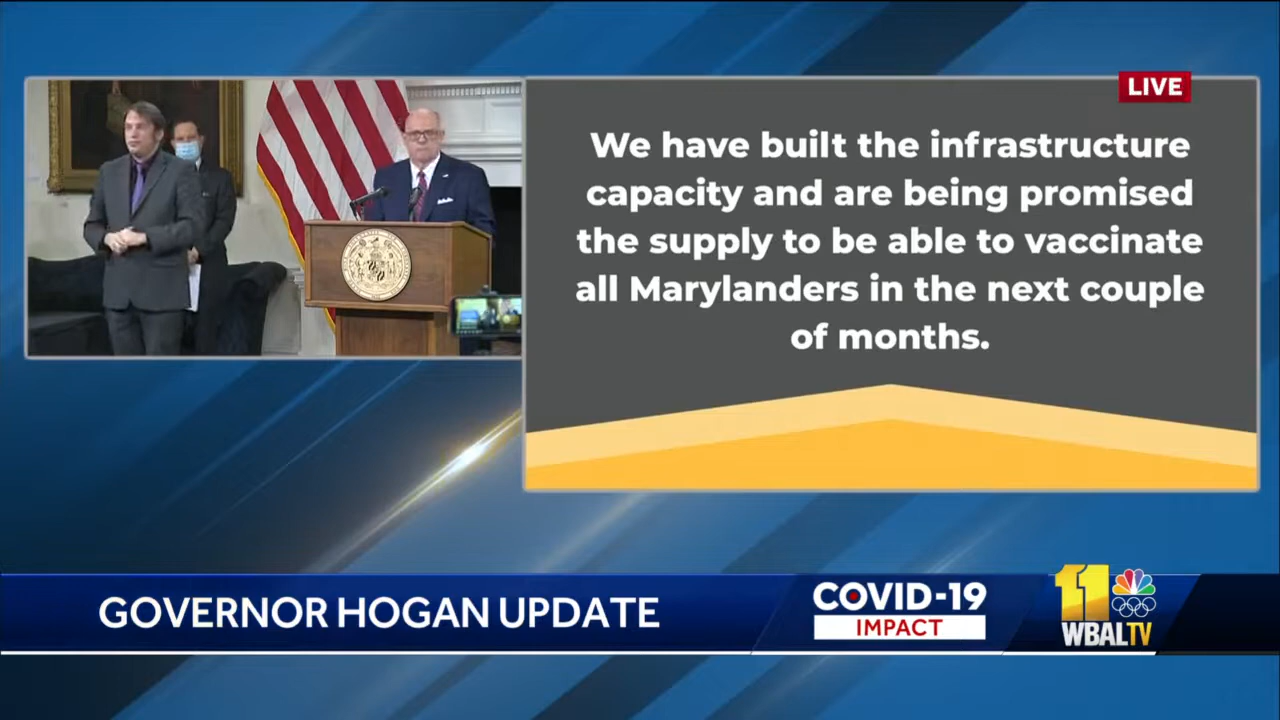 LIVE
We have built the infrastructure
capacity and are being promised
the supply to be able to vaccinate
all Marylanders in the next couple
of months.
GOVERNOR HOGAN UPDATE
COVID-19
IMPACT
11
WBALTV